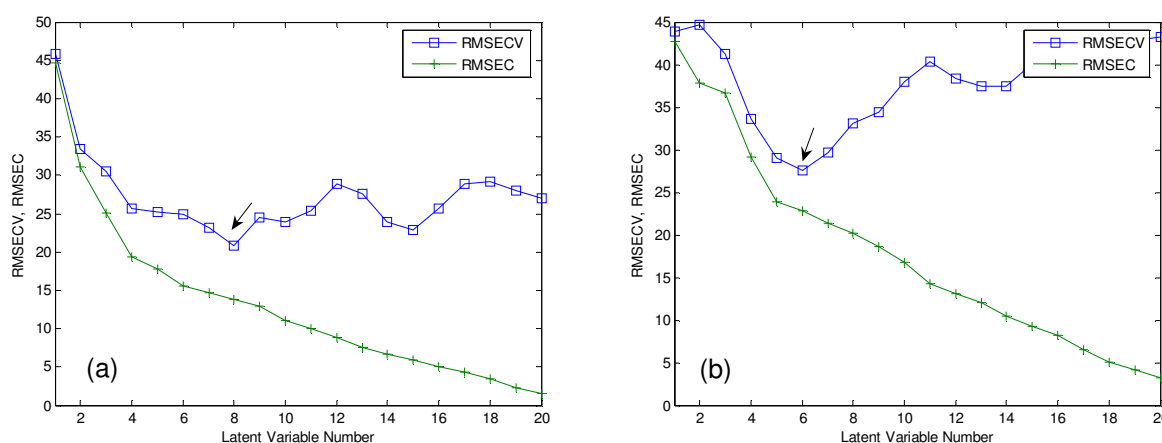 50
45
40
35
30
25
20
15
10
5
0
RMSECV, RMSEC
RMSECV
RMSEC
(a)
2 4 6 8 10 12 14 16 18 20
Latent Variable Number
45
40
35
30
25
20
15
10
5
0
RMSECV, RMSEC
RMSECV
RMSEC
(b)
2 4 6 8 10 12 14 16 18 20
Latent Variable Number